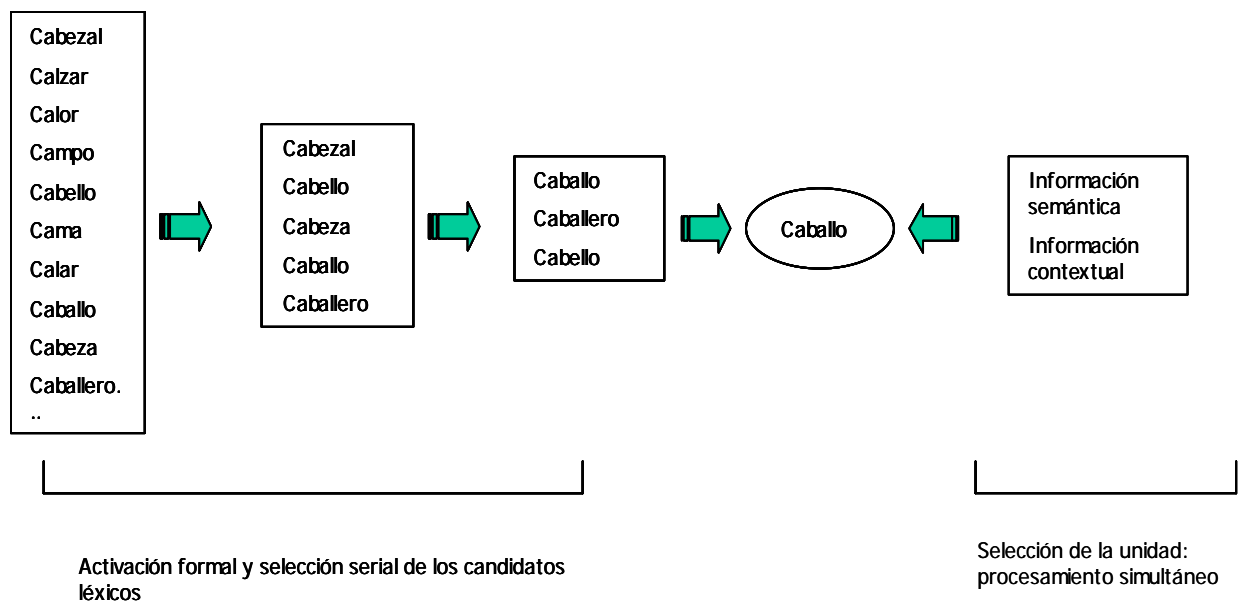 Cabezal
Calzar
Calor
Campo
Cabello
Cama
Calar
Caballo
Cabeza
Caballero.
..
Cabezal
Cabello
Cabeza
Caballo
Caballero
Caballo
Caballero
Cabello
Caballo
Información
semántica
Información
contextual
Activación formal y selección serial de los candidatos
léxicos
Selección de la unidad:
procesamiento simultáneo